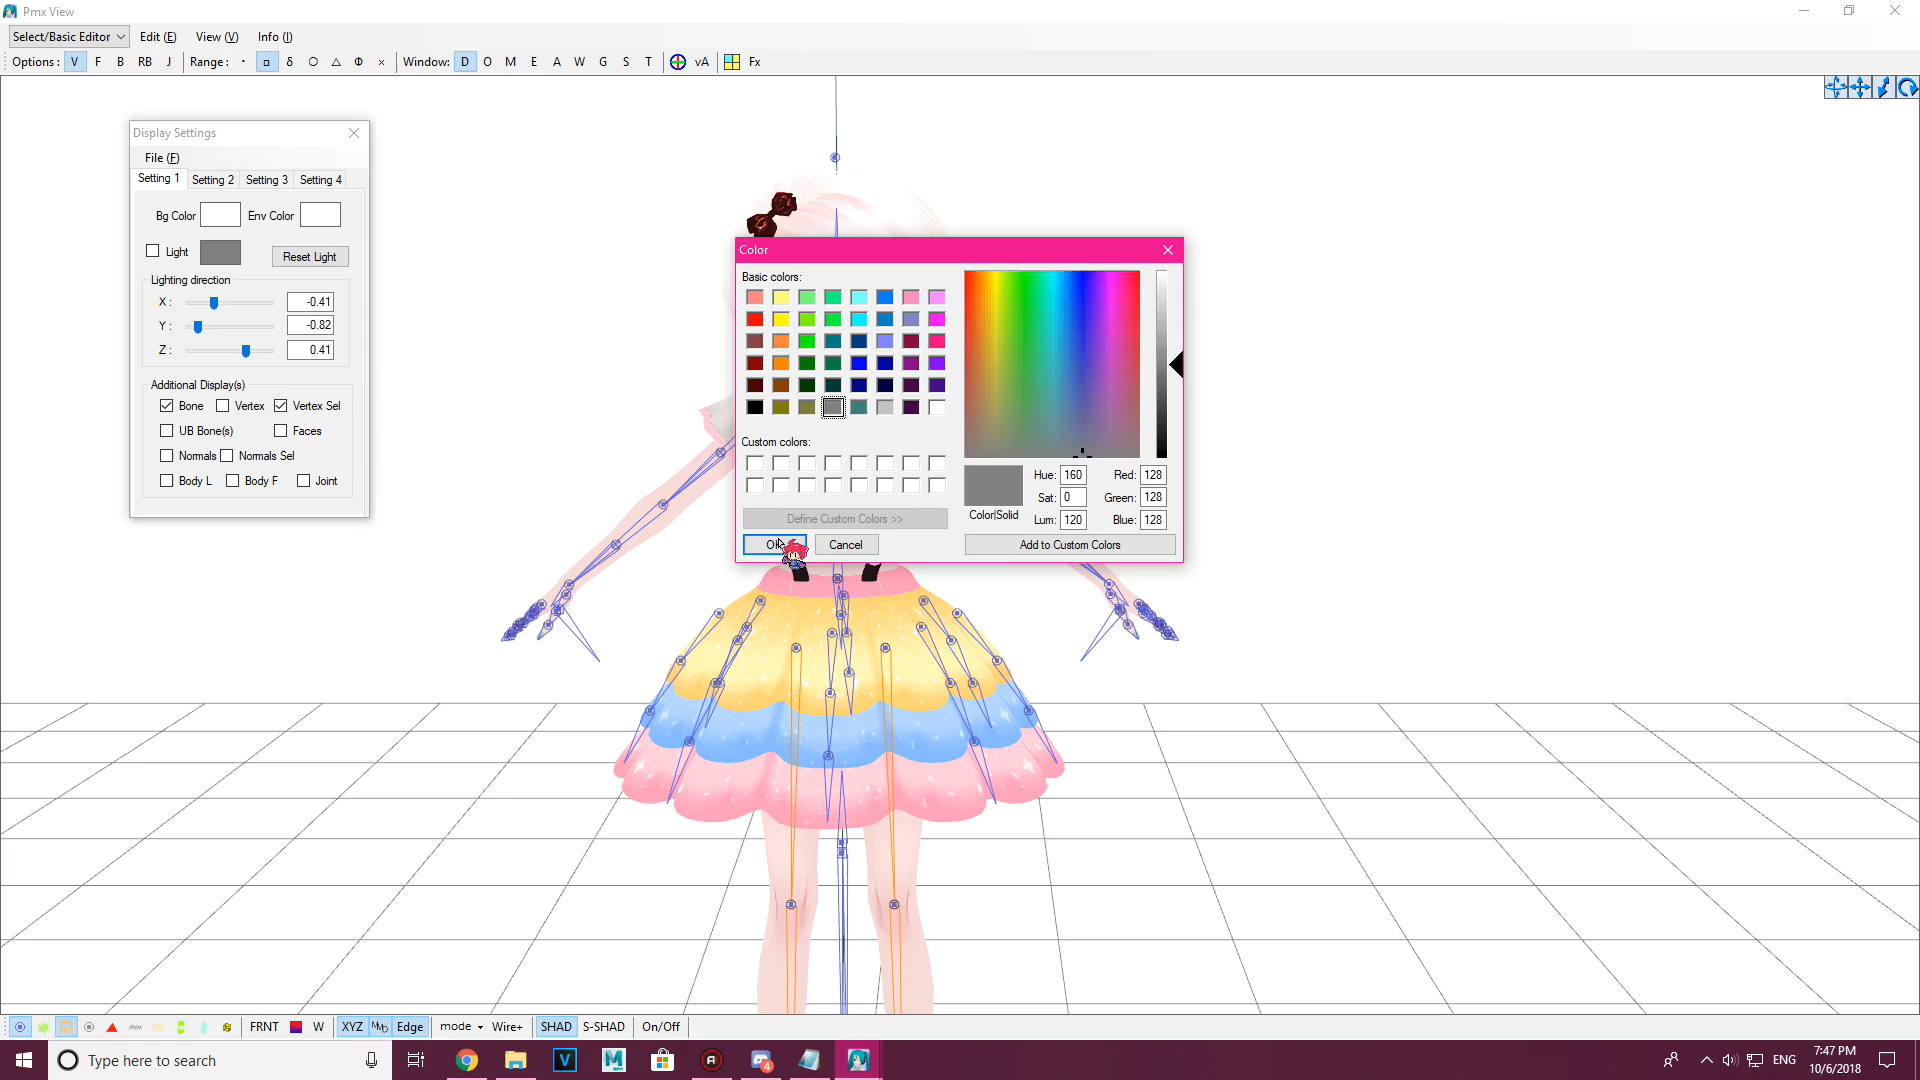 Pmx View
Select/Basic Editor Edit (E) View (V) Info (I)
Options: V F B RB J Range: Window: D O M E A W G S T vA Fx
Display Settings
File (F)
Setting 1 Setting 2 Setting 3 Setting 4
Bg Color Env Color
Light Reset Light
Lighting direction
X: -0.41
Y: -0.82
Z: 0.41
Additional Display(s)
Bone Vertex Vertex Sel
UB Bone(s) Faces
Normals Normals Sel
Body L Body F Joint
Color
Basic colors:
Custom colors:
Define Custom Colors >>
Cancel
Color|Solid
Hue: 160 Red: 128
Sat: 0 Green: 128
Lum: 120 Blue: 128
Add to Custom Colors
FRNT W XYZ Edge mode Wire+ SHAD S-SHAD On/Off
Type here to search
4
ENG
7:47 PM
10/6/2018